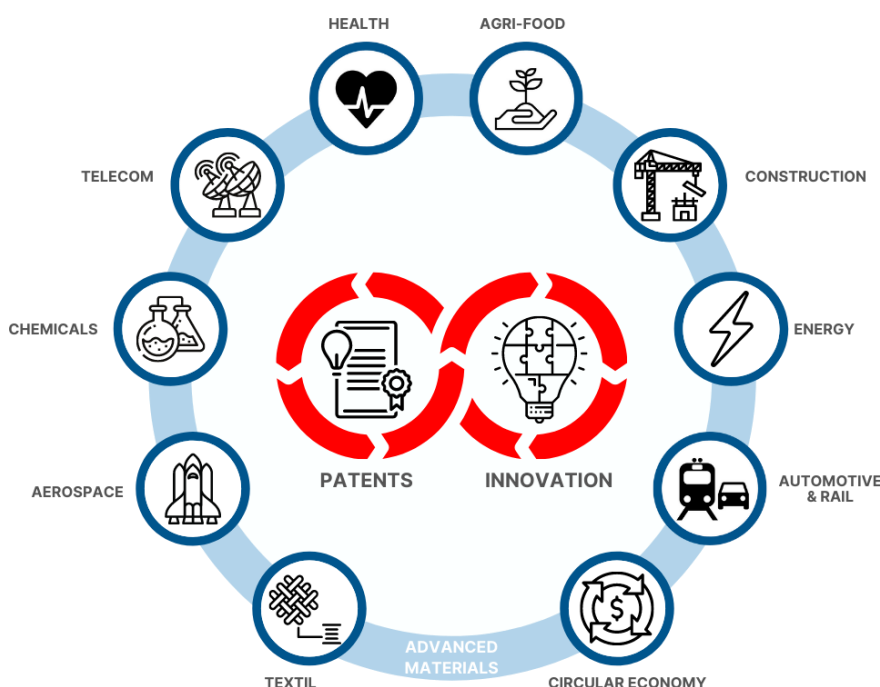 HEALTH
AGRI-FOOD
TELECOM
CONSTRUCTION
CHEMICALS
ENERGY
PATENTS
INNOVATION
AEROSPACE
AUTOMOTIVE
& RAIL
$
ADVANCED
MATERIALS
TEXTIL
CIRCULAR ECONOMY